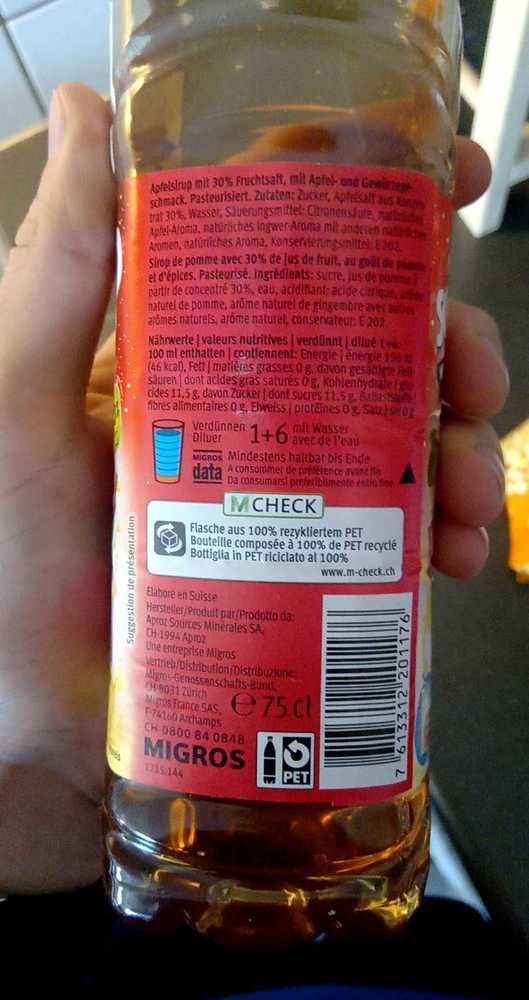 Apfelsirup mit 30% Fruchtsaft, mit Apfel- und Gewürzge-
schmack. Pasteurisiert. Zutaten: Zucker, Apfelsaft aus
trat 30%, Wasser, Säuerungsmittel: Citronensäure, natürliches
Apfel-Aroma, natürliches Ingwer-Aroma mit anderen natürlichen
Aromen, natürliches Aroma, Konservierungsmittel: E 202.
Sirop de pomme avec 30% de jus de fruit, au goût de pomme
et d'épices. Pasteurisé. Ingrédients: sucre, jus de pomme à
partir de concentré 30%, eau, acidifiant: acide citrique, arôme
naturel de pomme, arôme naturel de gingembre avec autres
arômes naturels, arôme naturel, conservateur: E 202.
Nährwerte | valeurs nutritives | verdünnt | dilué 1+6:
100 ml enthalten | contiennent: Energie | énergie 196 kJ
(46 kcal), Fett | matières grasses 0 g, davon gesättigte Fett-
säuren | dont acides gras saturés 0 g, Kohlenhydrate | glu-
cides 11,5 g, davon Zucker | dont sucres 11,5 g, Ballaststoffe |
fibres alimentaires 0 g, Eiweiss | protéines 0 g, Salz | sel 0 g
Verdünnen
Diluer
1+6
mit Wasser
avec de l'eau
MIGROS
data
Mindestens haltbar bis Ende
A consommer de préférence avant fin
Da consumarsi preferibilmente entro fine
M CHECK
Flasche aus 100% rezykliertem PET
Bouteille composée à 100% de PET recyclé
Bottiglia in PET riciclato al 100%
www.m-check.ch
Suggestion de présentation
Elaboré en Suisse
Hersteller/Produit par/Prodotto da:
Aproz Sources Minérales SA,
CH-1994 Aproz
Une entreprise Migros
Vertrieb/Distribution/Distribuzione:
Migros-Genossenschafts-Bund,
CH-8031 Zürich
Migros France SAS,
F-74160 Archamps
e 75 cl
CH-0800 84 0848
MIGROS
1715.144
PET
7 613312 201176